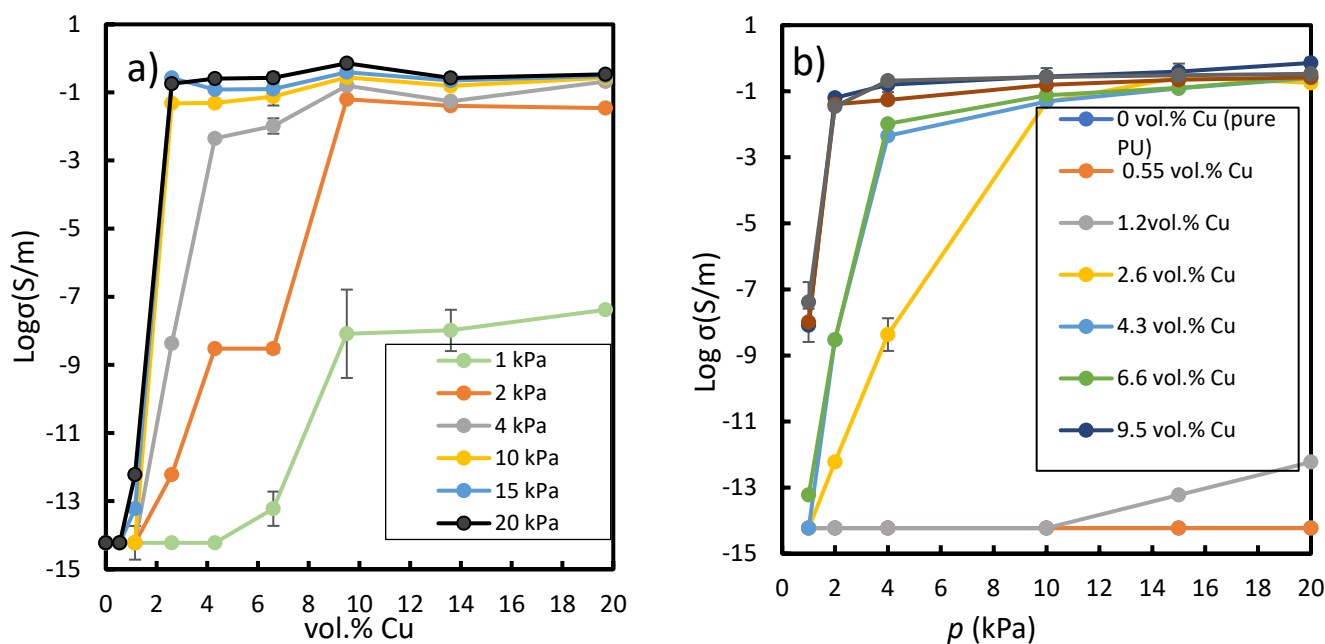 a)
1
-1
-3
-5
-7
-9
-11
-13
-15
Logσ(S/m)
0 2 4 6 8 10 12 14 16 18 20
vol.% Cu
1 kPa
2 kPa
4 kPa
10 kPa
15 kPa
20 kPa
b)
1
-1
-3
-5
-7
-9
-11
-13
-15
Log σ(S/m)
0 2 4 6 8 10 12 14 16 18 20
p (kPa)
0 vol.% Cu (pure
PU)
0.55 vol.% Cu
1.2vol.% Cu
2.6 vol.% Cu
4.3 vol.% Cu
6.6 vol.% Cu
9.5 vol.% Cu